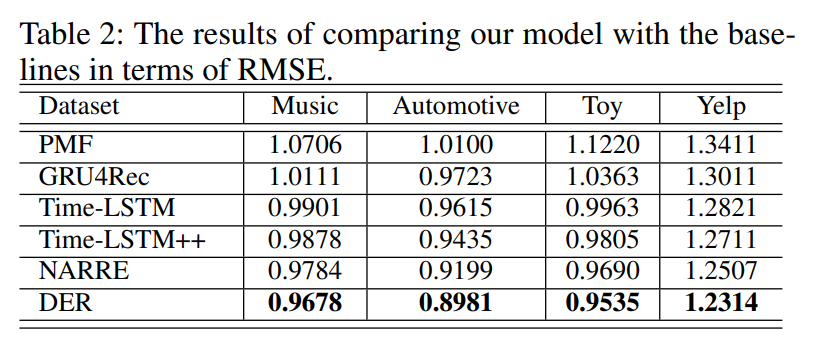 Table 2: The results of comparing our model with the base-
lines in terms of RMSE.
Dataset Music Automotive Toy Yelp
PMF 1.0706 1.0100 1.1220 1.3411
GRU4Rec 1.0111 0.9723 1.0363 1.3011
Time-LSTM 0.9901 0.9615 0.9963 1.2821
Time-LSTM++ 0.9878 0.9435 0.9805 1.2711
NARRE 0.9784 0.9199 0.9690 1.2507
DER 0.9678 0.8981 0.9535 1.2314